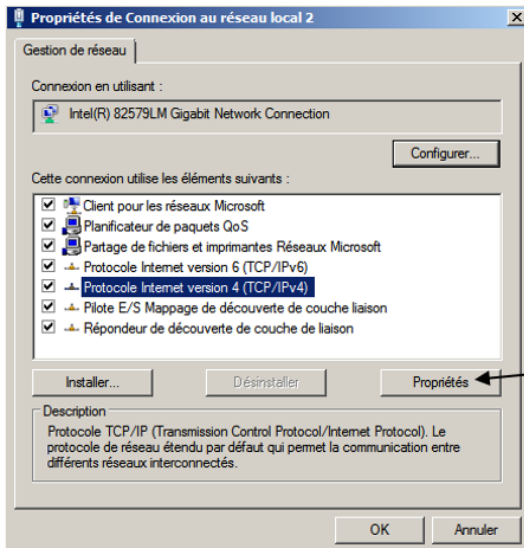 Propriétés de Connexion au réseau local 2
Gestion de réseau
Connexion en utilisant :
Intel(R) 82579LM Gigabit Network Connection
Configurer...
Cette connexion utilise les éléments suivants :
Client pour les réseaux Microsoft
Planificateur de paquets QoS
Partage de fichiers et imprimantes Réseaux Microsoft
Protocole Internet version 6 (TCP/IPv6)
Protocole Internet version 4 (TCP/IPv4)
Pilote E/S Mappage de découverte de couche liaison
Répondeur de découverte de couche de liaison
Installer... Désinstaller Propriétés
Description
Protocole TCP/IP (Transmission Control Protocol/Internet Protocol). Le
protocole de réseau étendu par défaut qui permet la communication entre
différents réseaux interconnectés.
OK Annuler